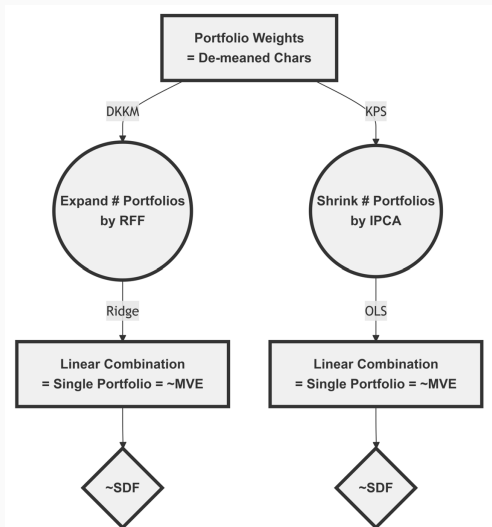 Portfolio Weights
= De-meaned Chars
DKKM
KPS
Expand # Portfolios
by RFF
Shrink # Portfolios
by IPCA
Ridge
OLS
Linear Combination
= Single Portfolio = ~MVE
Linear Combination
= Single Portfolio = ~MVE
~SDF
~SDF